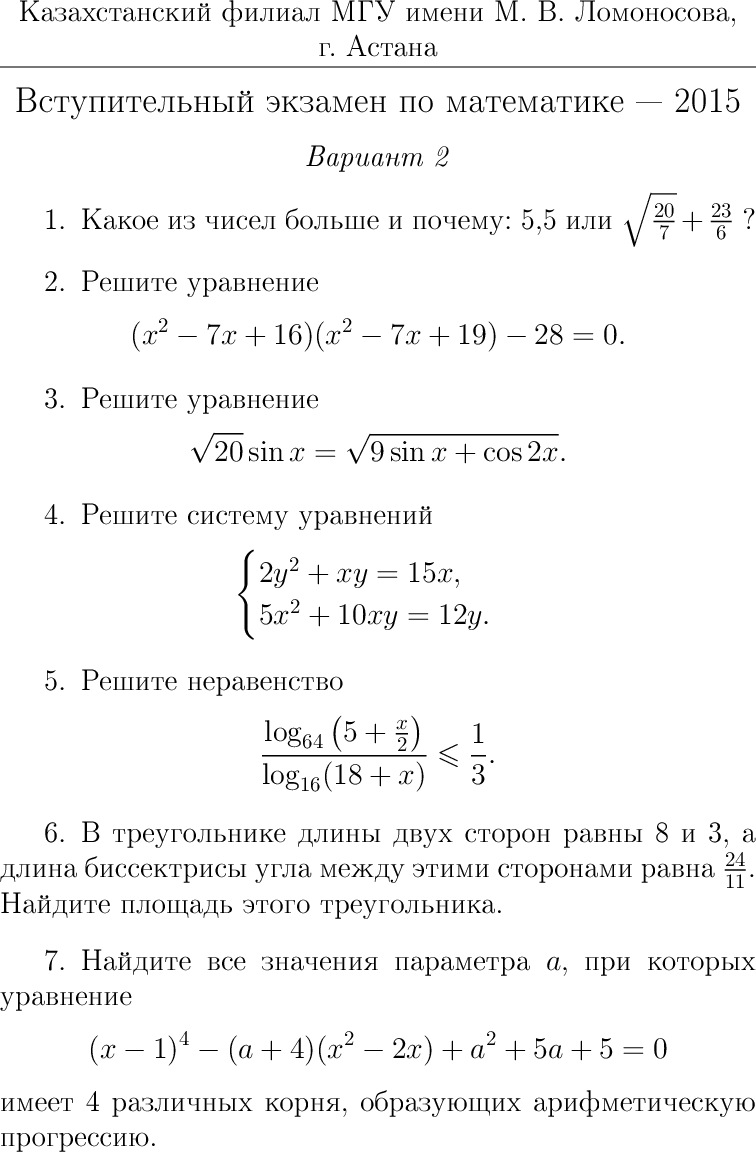 Казахстанский филиал МГУ имени М. В. Ломоносова,
г. Астана
Вступительный экзамен по математике — 2015
Вариант 2
1. Какое из чисел больше и почему: 5,5 или $\sqrt{\frac{20}{7}} + \frac{23}{6}$ ?
2. Решите уравнение
$(x^2 - 7x + 16)(x^2 - 7x + 19) - 28 = 0.$
3. Решите уравнение
$\sqrt{20} \sin x = \sqrt{9 \sin x + \cos 2x}.$
4. Решите систему уравнений
$\begin{cases} 2y^2 + xy = 15x, \\ 5x^2 + 10xy = 12y. \end{cases}$
5. Решите неравенство
$\frac{\log_{64}\left(5 + \frac{x}{2}\right)}{\log_{16}(18 + x)} \leqslant \frac{1}{3}.$
6. В треугольнике длины двух сторон равны 8 и 3, а
длина биссектрисы угла между этими сторонами равна $\frac{24}{11}$.
Найдите площадь этого треугольника.
7. Найдите все значения параметра $a$, при которых
уравнение
$(x - 1)^4 - (a + 4)(x^2 - 2x) + a^2 + 5a + 5 = 0$
имеет 4 различных корня, образующих арифметическую
прогрессию.